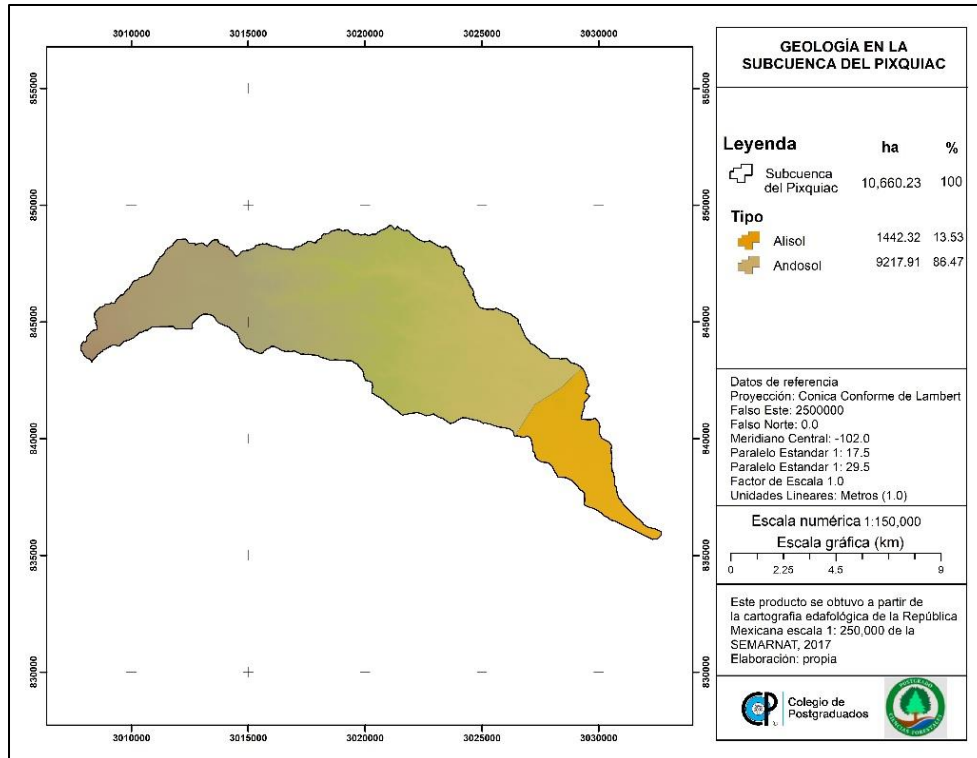 3010000 3015000 3020000 3025000 3030000
855000 855000
850000 850000
845000 845000
840000 840000
835000 835000
830000 830000
3010000 3015000 3020000 3025000 3030000
GEOLOGÍA EN LA
SUBCUENCA DEL PIXQUIAC
Leyenda ha %
Subcuenca
del Pixquiac 10,660.23 100
Tipo
Alisol 1442.32 13.53
Andosol 9217.91 86.47
Datos de referencia
Proyección: Conica Conforme de Lambert
Falso Este: 2500000
Falso Norte: 0.0
Meridiano Central: -102.0
Paralelo Estandar 1: 17.5
Paralelo Estandar 1: 29.5
Factor de Escala 1.0
Unidades Lineares: Metros (1.0)
Escala numérica 1:150,000
Escala gráfica (km)
0 2.25 4.5 9
Este producto se obtuvo a partir de
la cartografia edafológica de la República
Mexicana escala 1: 250,000 de la
SEMARNAT, 2017
Elaboración: propia
CP
Colegio de
Postgraduados
POSTGRADO
CIENCIAS FORESTALES